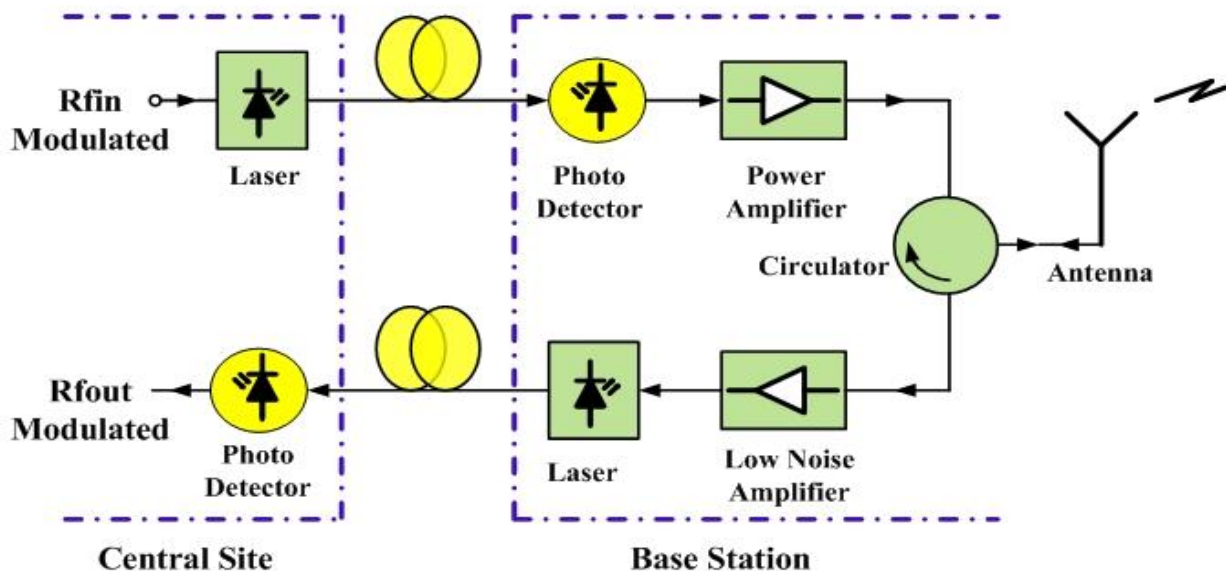 Rfin
Modulated
Laser
Photo
Detector
Power
Amplifier
Circulator
Antenna
Rfout
Modulated
Photo
Detector
Laser
Low Noise
Amplifier
Central Site
Base Station